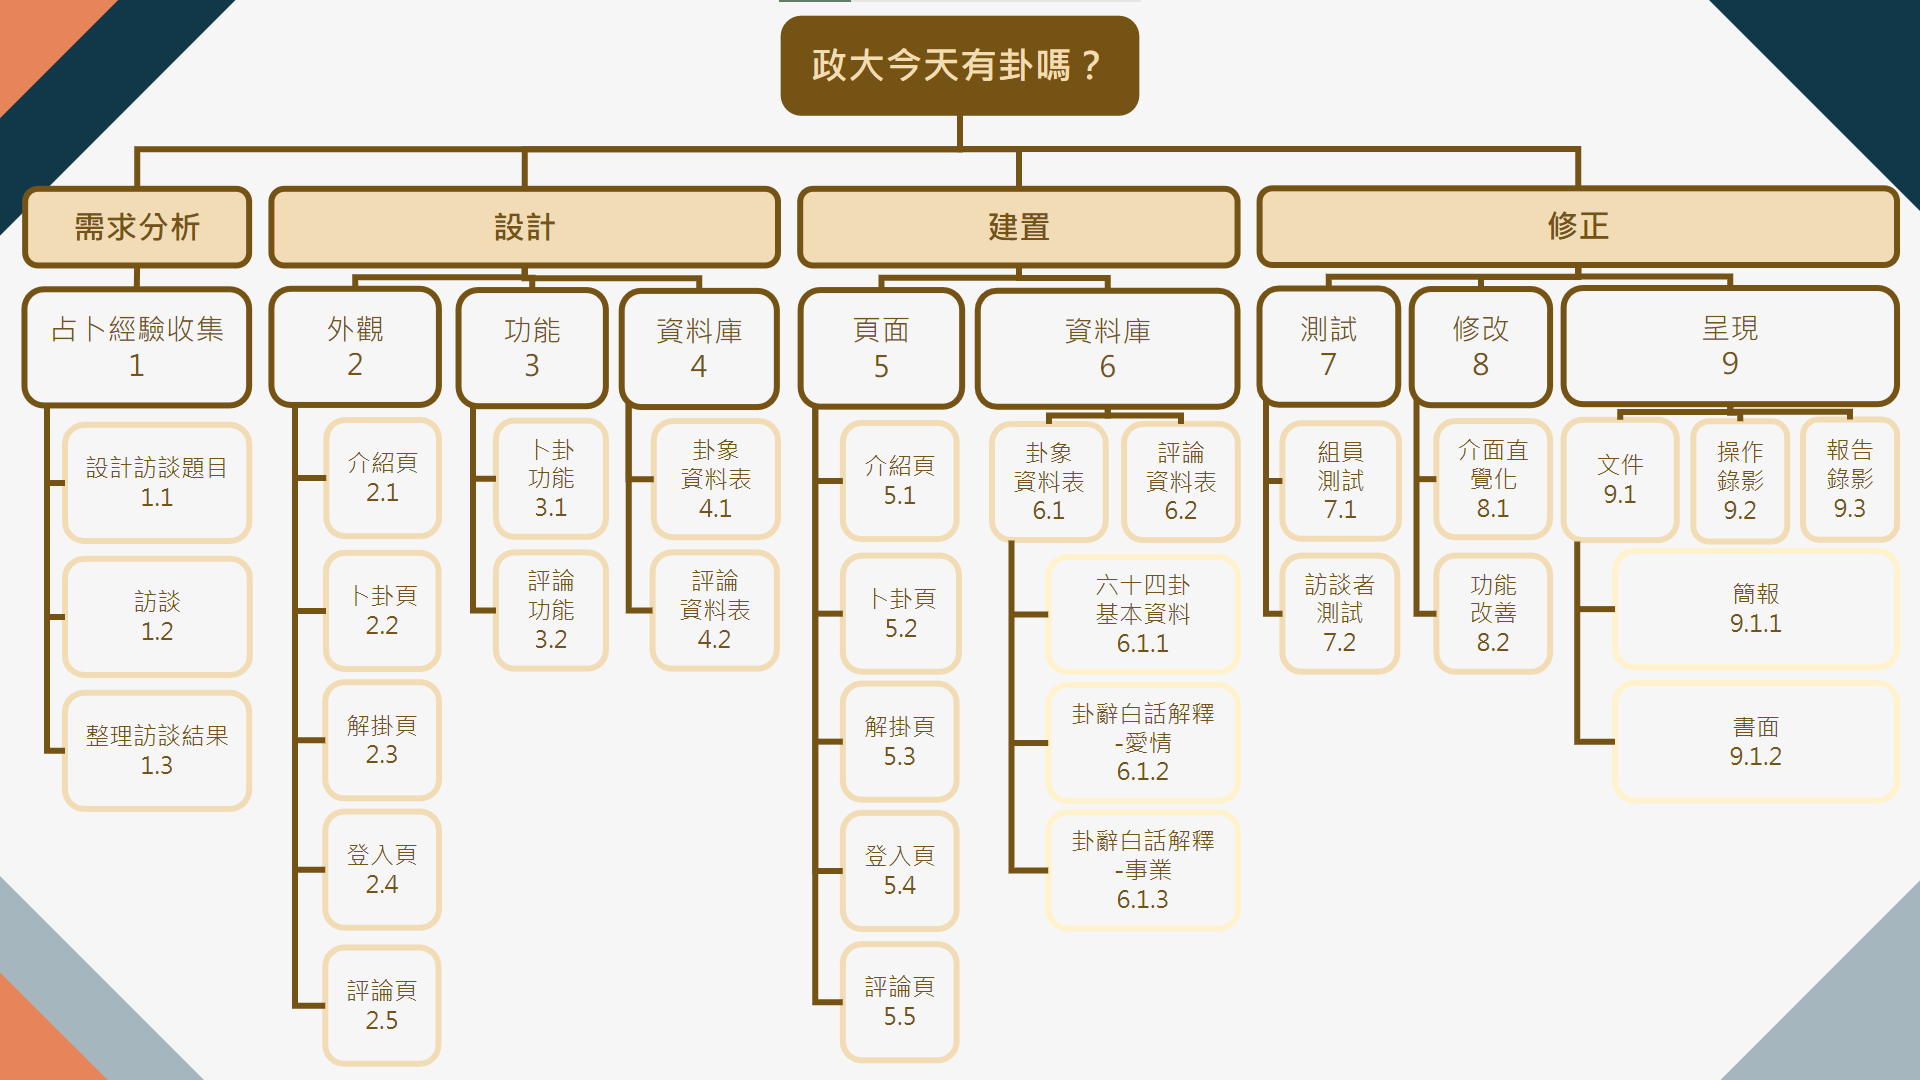 政大今天有卦嗎？
需求分析
設計
建置
修正
占卜經驗收集
1
外觀
2
功能
3
資料庫
4
頁面
5
資料庫
6
測試
7
修改
8
呈現
9
設計訪談題目
1.1
訪談
1.2
整理訪談結果
1.3
介紹頁
2.1
卜卦頁
2.2
解掛頁
2.3
登入頁
2.4
評論頁
2.5
卜卦
功能
3.1
評論
功能
3.2
卦象
資料表
4.1
評論
資料表
4.2
介紹頁
5.1
卜卦頁
5.2
解掛頁
5.3
登入頁
5.4
評論頁
5.5
卦象
資料表
6.1
評論
資料表
6.2
六十四卦
基本資料
6.1.1
卦辭白話解釋
-愛情
6.1.2
卦辭白話解釋
-事業
6.1.3
組員
測試
7.1
訪談者
測試
7.2
介面直
覺化
8.1
功能
改善
8.2
文件
9.1
操作
錄影
9.2
報告
錄影
9.3
簡報
9.1.1
書面
9.1.2